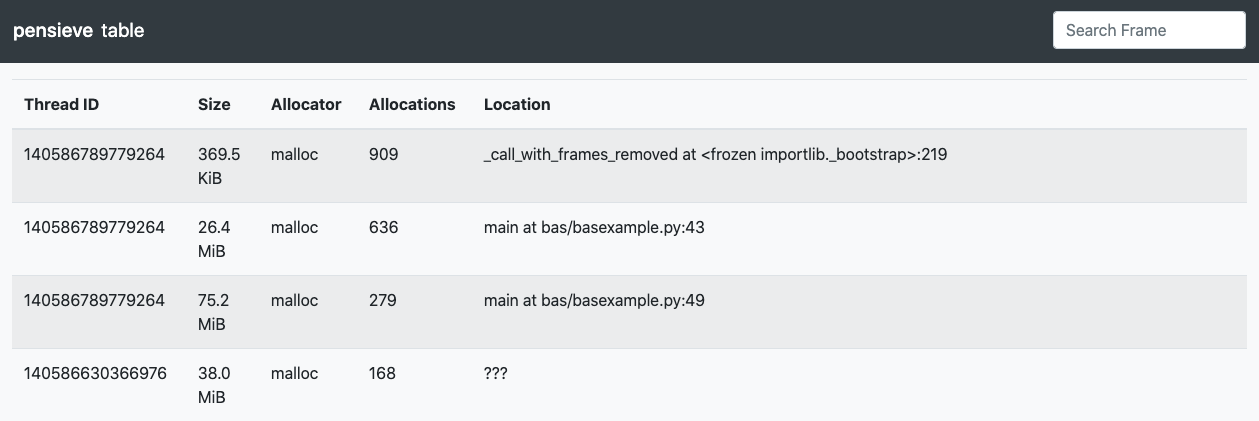 pensieve table
Search Frame
Thread ID Size Allocator Allocations Location
140586789779264 369.5 malloc 909 _call_with_frames_removed at <frozen importlib._bootstrap>:219
KiB
140586789779264 26.4 malloc 636 main at bas/basexample.py:43
MiB
140586789779264 75.2 malloc 279 main at bas/basexample.py:49
MiB
140586630366976 38.0 malloc 168 ???
MiB